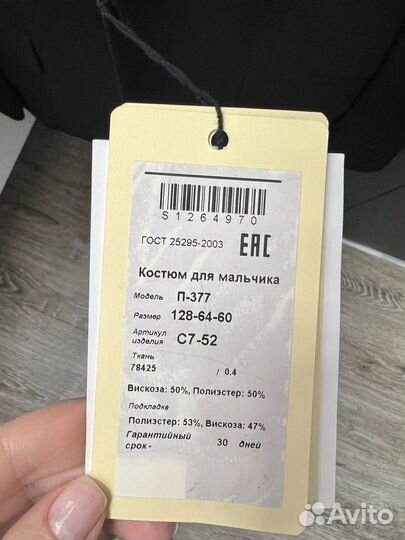 S1264970
ГОСТ 25295-2003 EAC
Костюм для мальчика
Модель П-377
Размер 128-64-60
Артикул изделия С7-52
Ткань
78425 / 0.4
Вискоза: 50%, Полиэстер: 50%
Подкладка
Полиэстер: 53%, Вискоза: 47%
Гарантийный срок - 30 дней
Avito